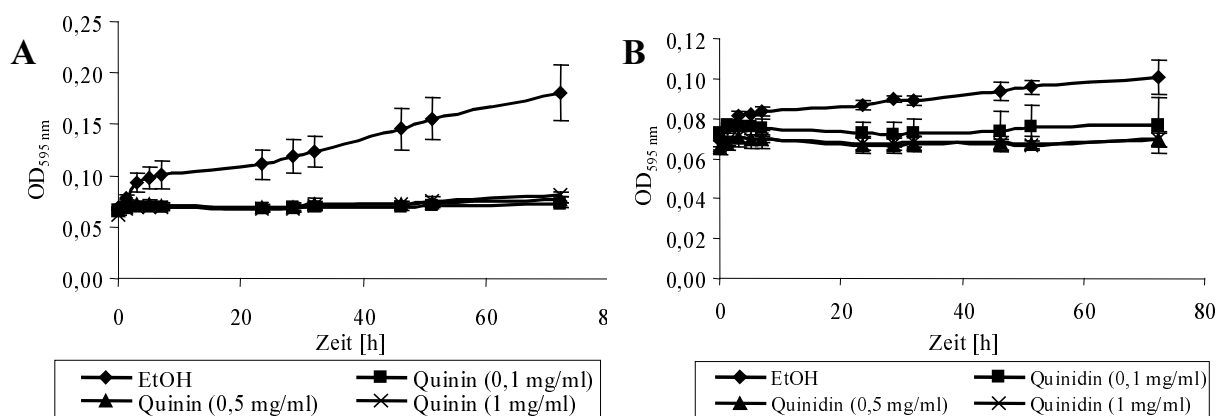 A
0,25
0,20
0,15
0,10
0,05
0,00
OD595 nm
0 20 40 60 8
Zeit [h]
EtOH Quinin (0,1 mg/ml)
Quinin (0,5 mg/ml) Quinin (1 mg/ml)
B
0,12
0,10
0,08
0,06
0,04
0,02
0,00
OD595 nm
0 20 40 60 80
Zeit [h]
EtOH Quinidin (0,1 mg/ml)
Quinidin (0,5 mg/ml) Quinidin (1 mg/ml)